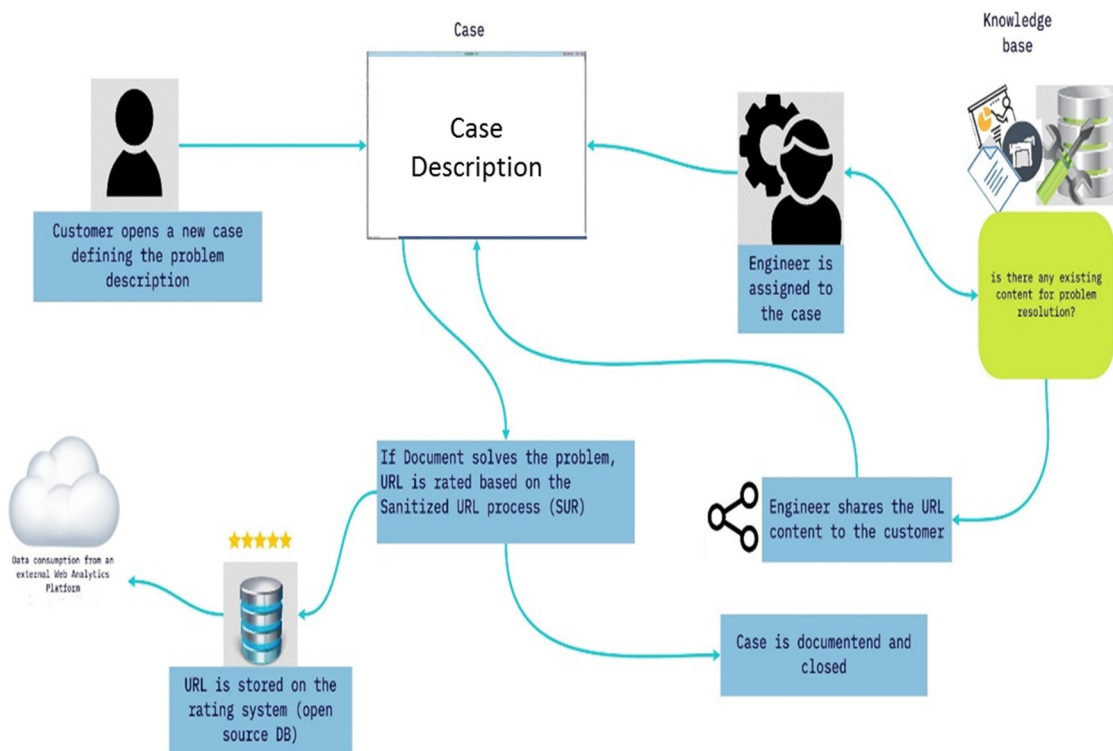 Case
Knowledge
base
Case
Description
Customer opens a new case
defining the problem
description
Engineer is
assigned to
the case
is there any existing
content for problem
resolution?
If Document solves the problem,
URL is rated based on the
Sanitized URL process (SUR)
Engineer shares the URL
content to the customer
Data consumption from an
external Web Analytics
Platform
Case is documentend and
closed
URL is stored on the
rating system (open
source DB)